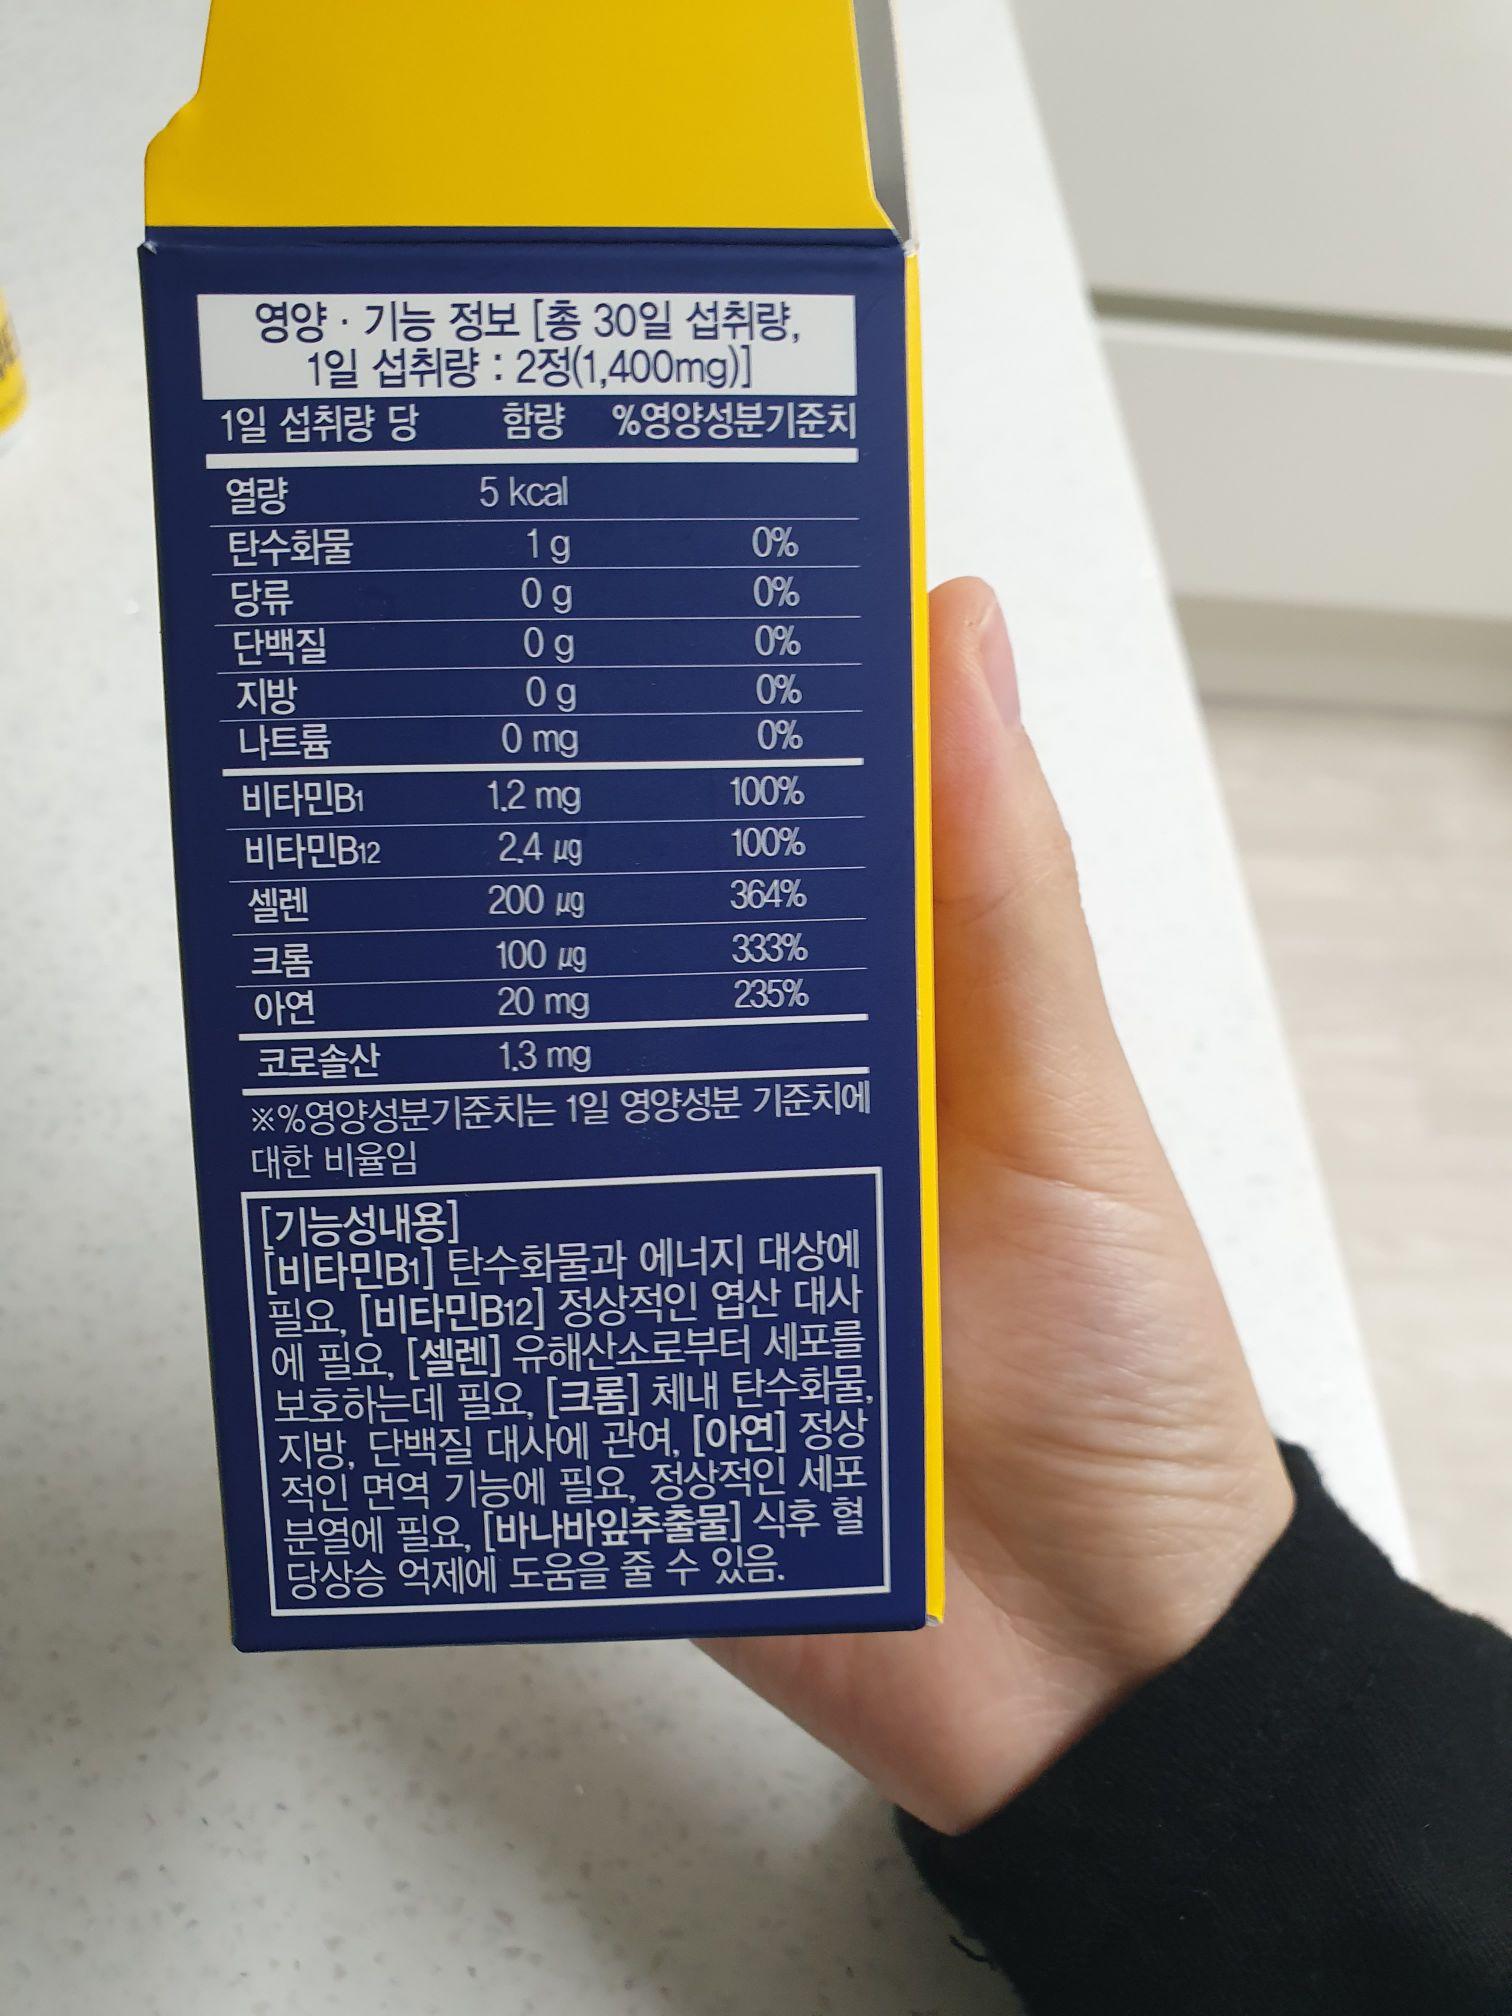 영양 · 기능 정보 [총 30일 섭취량,
1일 섭취량 : 2정(1,400mg)]
1일 섭취량 당 함량 %영양성분기준치
열량 5 kcal
탄수화물 1 g 0%
당류 0 g 0%
단백질 0 g 0%
지방 0 g 0%
나트륨 0 mg 0%
비타민B1 1.2 mg 100%
비타민B12 2.4 μg 100%
셀렌 200 μg 364%
크롬 100 μg 333%
아연 20 mg 235%
코로솔산 1.3 mg
※%영양성분기준치는 1일 영양성분 기준치에
대한 비율임
[기능성내용]
[비타민B1] 탄수화물과 에너지 대상에
필요, [비타민B12] 정상적인 엽산 대사
에 필요, [셀렌] 유해산소로부터 세포를
보호하는데 필요, [크롬] 체내 탄수화물,
지방, 단백질 대사에 관여, [아연] 정상
적인 면역 기능에 필요, 정상적인 세포
분열에 필요, [바나바잎추출물] 식후 혈
당상승 억제에 도움을 줄 수 있음.